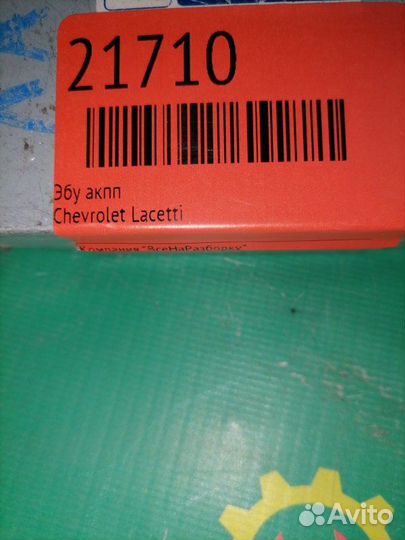 21710
Эбу акпп
Chevrolet Lacetti
Компания "ВсеНаРазборку"
Avito